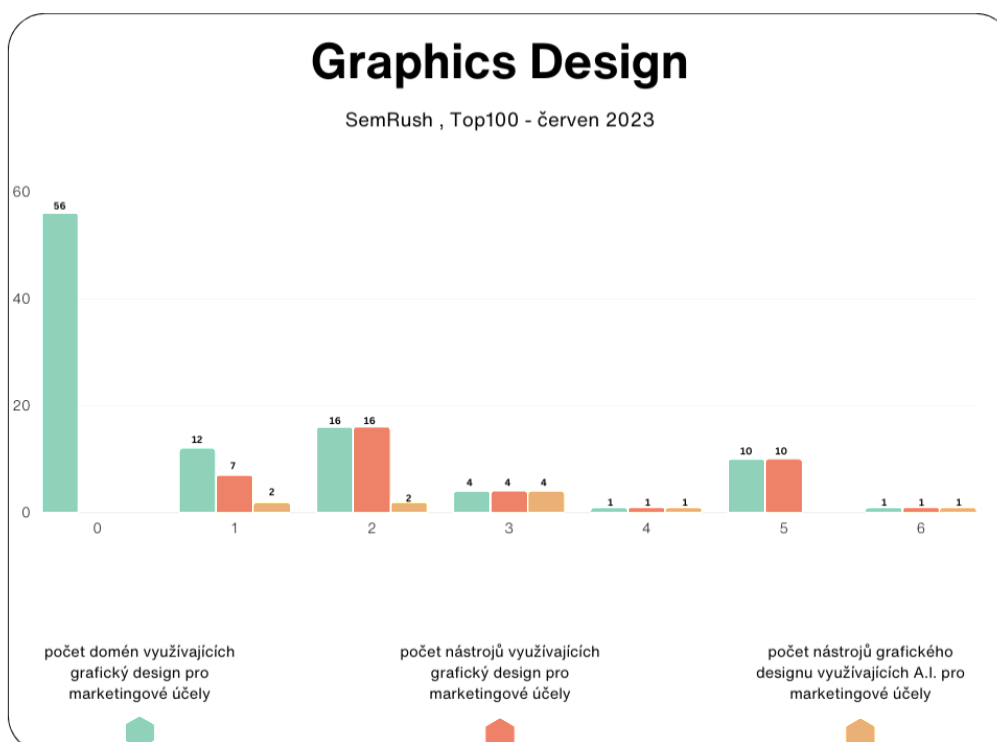 Graphics Design
SemRush , Top100 - červen 2023
60
56
40
20
16 16
12
10 10
7
4 4 4
2
2
1 1 1
1 1 1
0
0 1 2 3 4 5 6
počet domén využívajících
grafický design pro
marketingové účely
počet nástrojů využívajících
grafický design pro
marketingové účely
počet nástrojů grafického
designu využívajících A.I. pro
marketingové účely